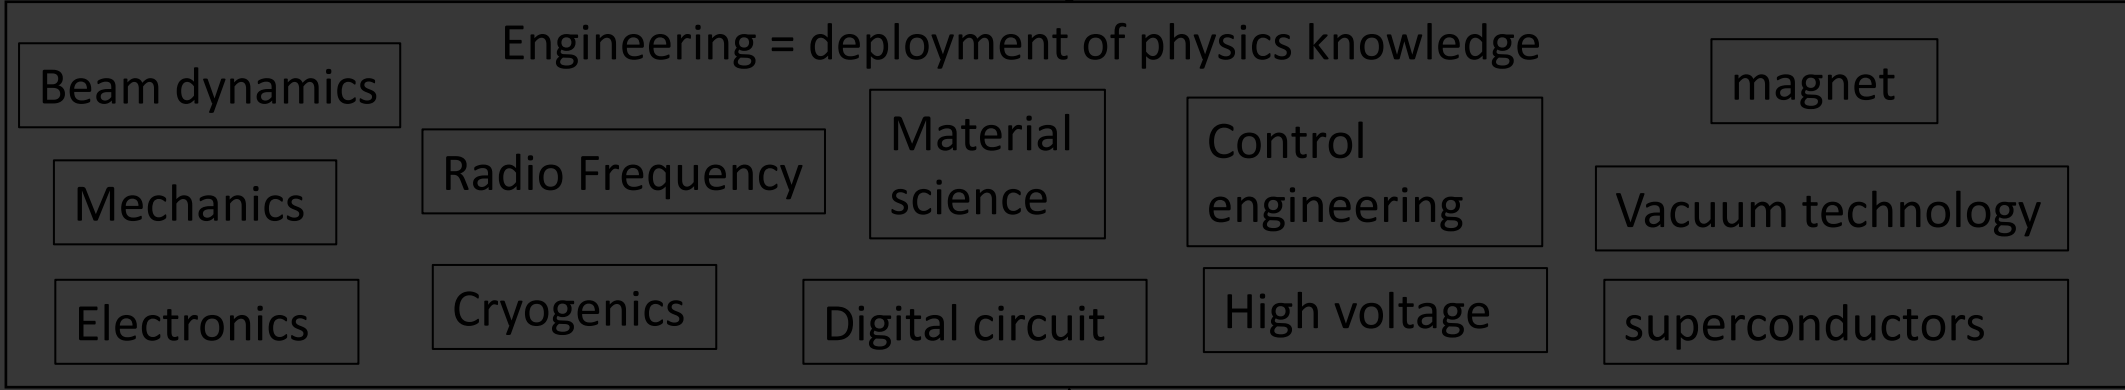 Engineering = deployment of physics knowledge
Beam dynamics
Mechanics
Electronics
Radio Frequency
Cryogenics
Material
science
Digital circuit
Control
engineering
High voltage
magnet
Vacuum technology
superconductors